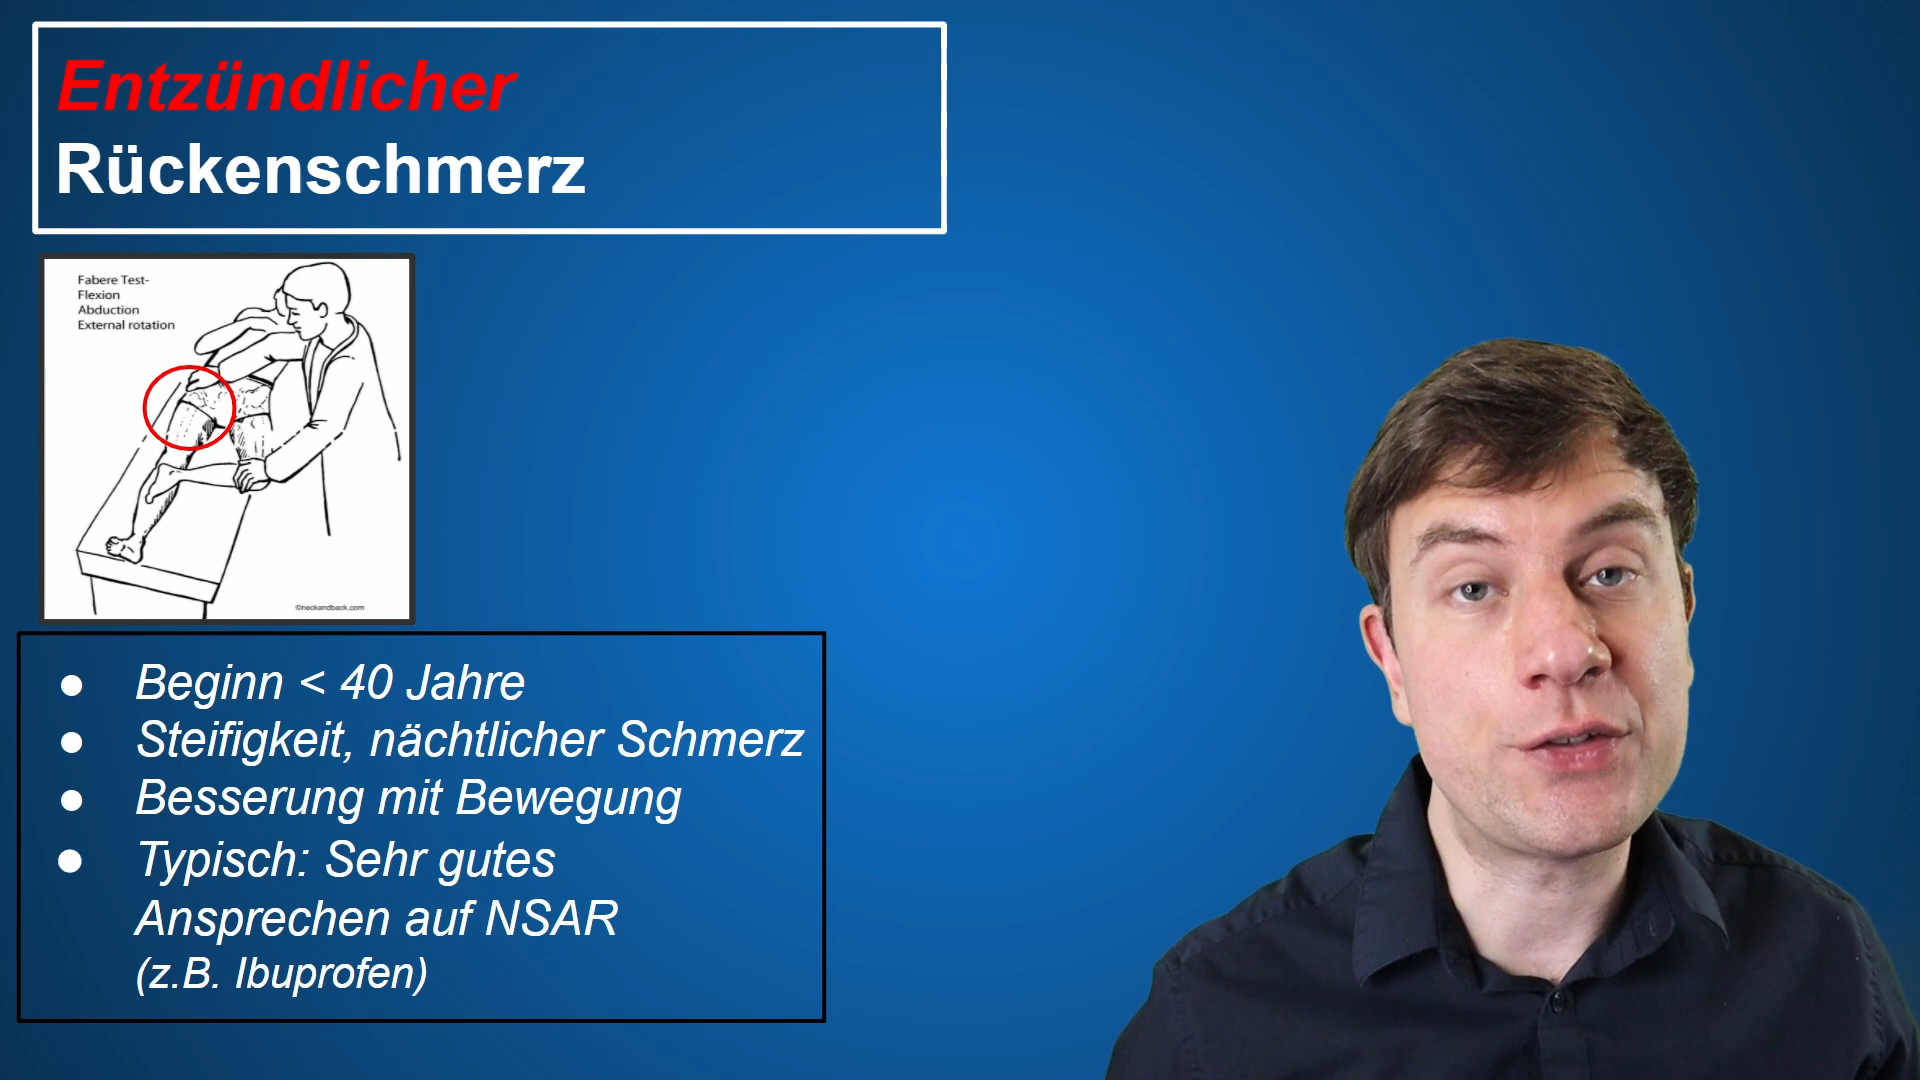 Entzündlicher
Rückenschmerz
Fabere Test-
Flexion
Abduction
External rotation
©neckandback.com
● Beginn < 40 Jahre
● Steifigkeit, nächtlicher Schmerz
● Besserung mit Bewegung
● Typisch: Sehr gutes
Ansprechen auf NSAR
(z.B. Ibuprofen)